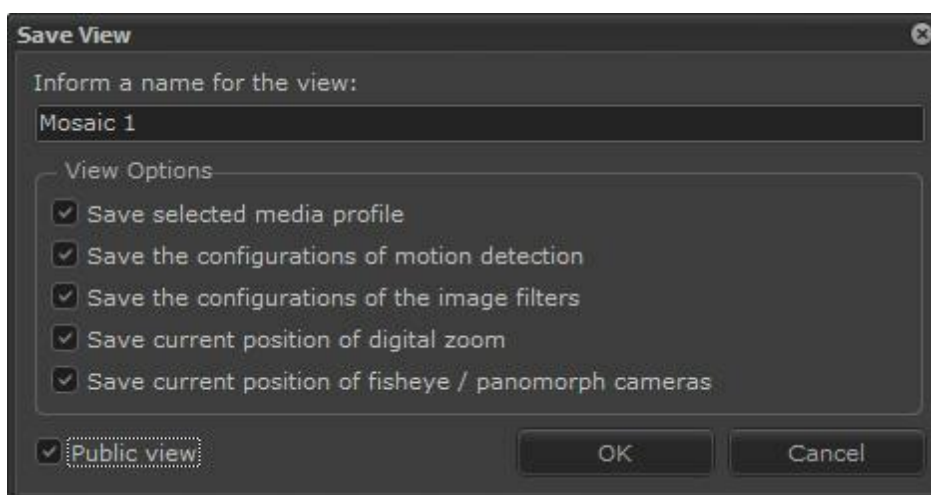 Save View
Inform a name for the view:
Mosaic 1
View Options
Save selected media profile
Save the configurations of motion detection
Save the configurations of the image filters
Save current position of digital zoom
Save current position of fisheye / panomorph cameras
Public view OK Cancel